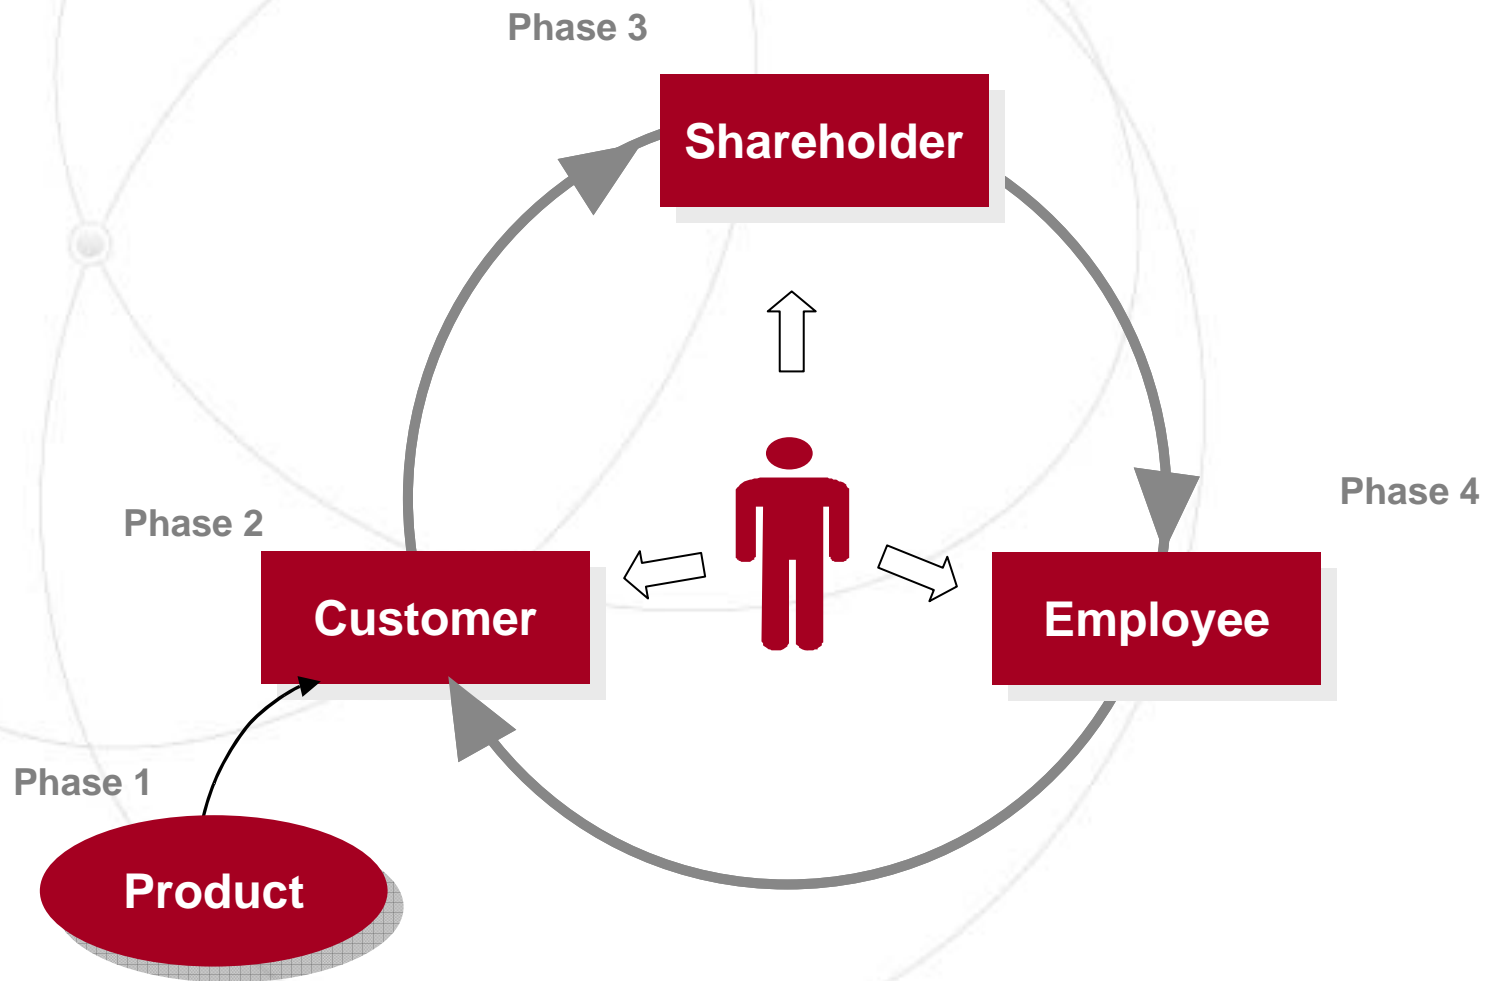 Phase 3
Shareholder
Phase 4
Phase 2
Customer
Employee
Phase 1
Product